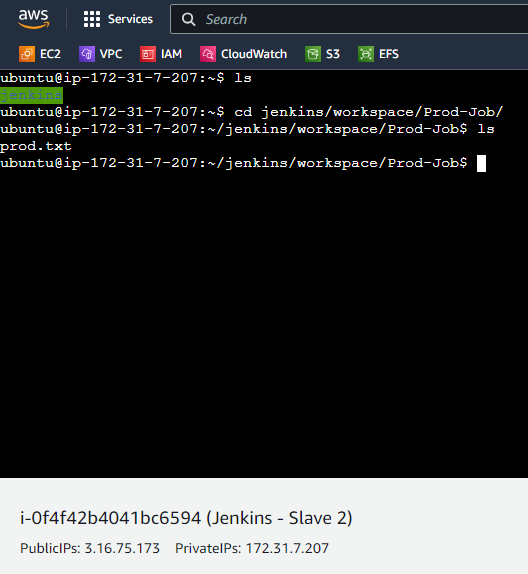 aws Services Search
EC2 VPC IAM CloudWatch S3 EFS
ubuntu@ip-172-31-7-207:~$ ls
jenkins
ubuntu@ip-172-31-7-207:~$ cd jenkins/workspace/Prod-Job/
ubuntu@ip-172-31-7-207:~/jenkins/workspace/Prod-Job$ ls
prod.txt
ubuntu@ip-172-31-7-207:~/jenkins/workspace/Prod-Job$
i-0f4f42b4041bc6594 (Jenkins - Slave 2)
PublicIPs: 3.16.75.173 PrivateIPs: 172.31.7.207